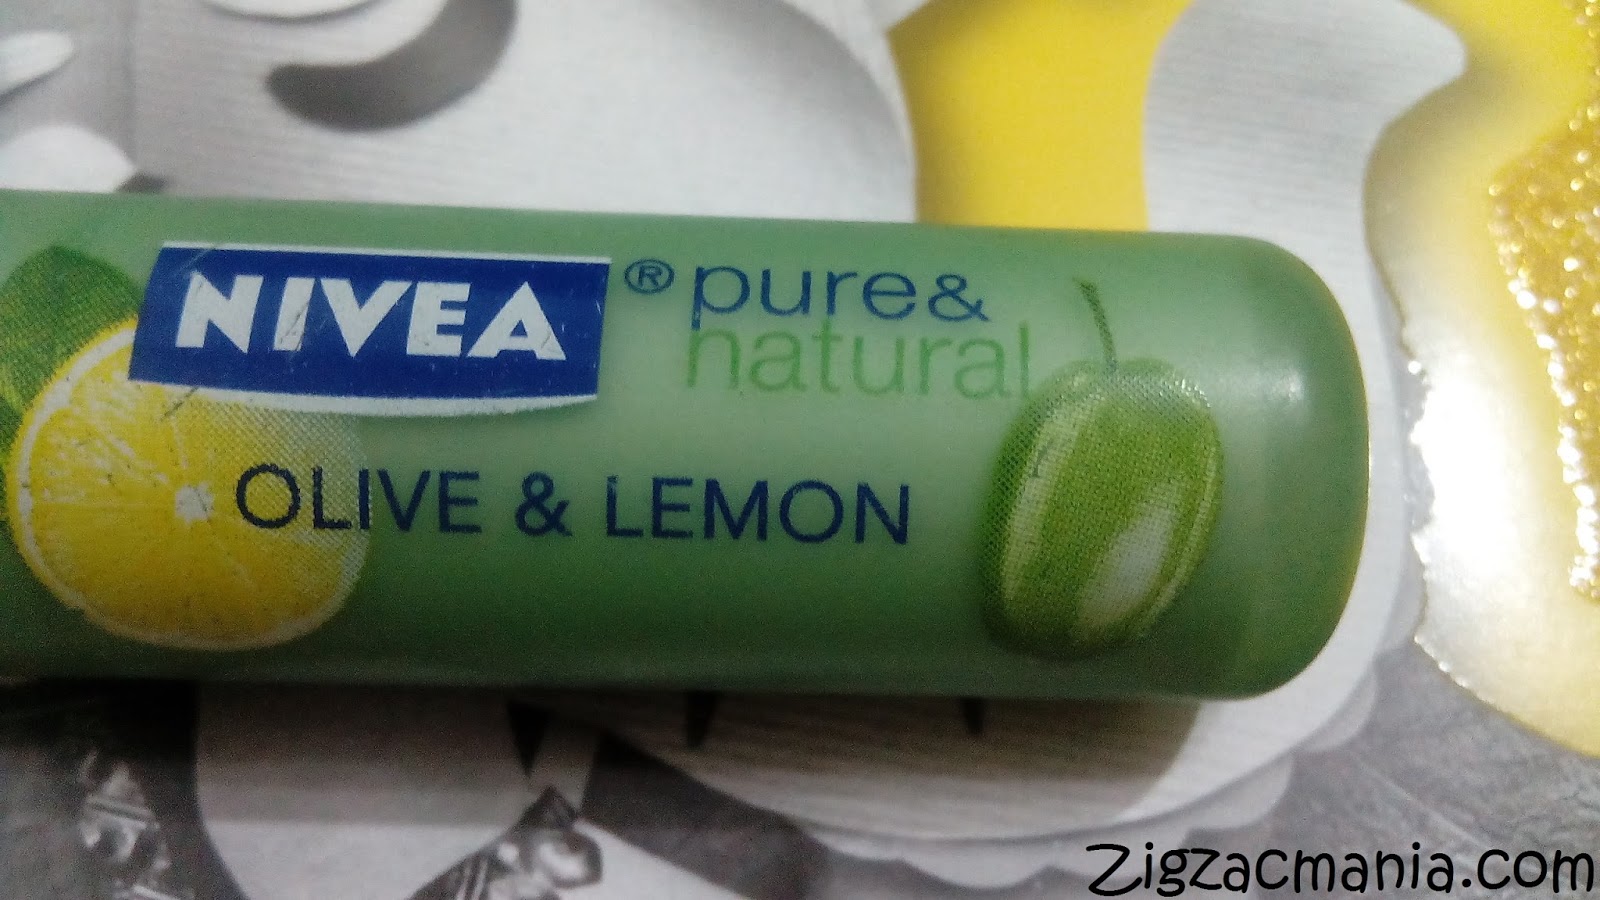 NIVEA ® pure &
natural
OLIVE & LEMON
Zigzacmania.com